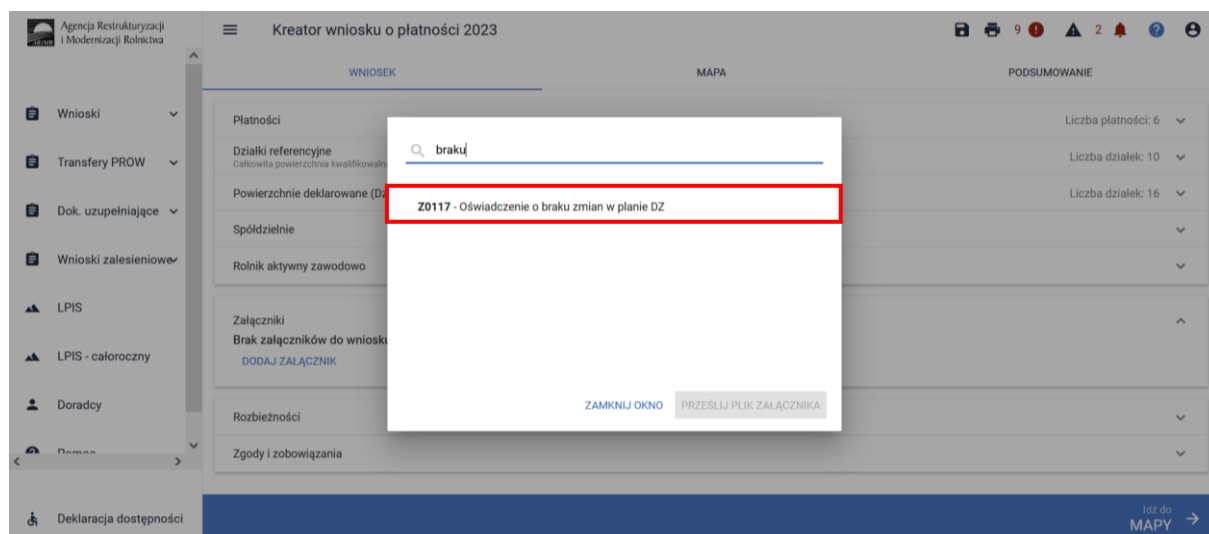 Agencja Restrukturyzacji
i Modernizacji Rolnictwa
Kreator wniosku o płatności 2023
9
2
WNIOSEK
MAPA
PODSUMOWANIE
Wnioski
Transfery PROW
Dok. uzupełniające
Wnioski zalesieniowe
LPIS
LPIS - całoroczny
Doradcy
Pomoc
Deklaracja dostępności
Płatności
Liczba płatności: 6
Działki referencyjne
Liczba działek: 10
Całkowita powierzchnia
Powierzchnie deklarowane
Liczba działek: 16
Spółdzielnie
Rolnik aktywny zawodowo
Załączniki
Brak załączników do wniosku
DODAJ ZAŁĄCZNIK
Rozbieżności
Zgody i zobowiązania
braku
Z0117 - Oświadczenie o braku zmian w planie DZ
ZAMKNIJ OKNO
PRZEŚLIJ PLIK ZAŁĄCZNIKA
Idź do
MAPY